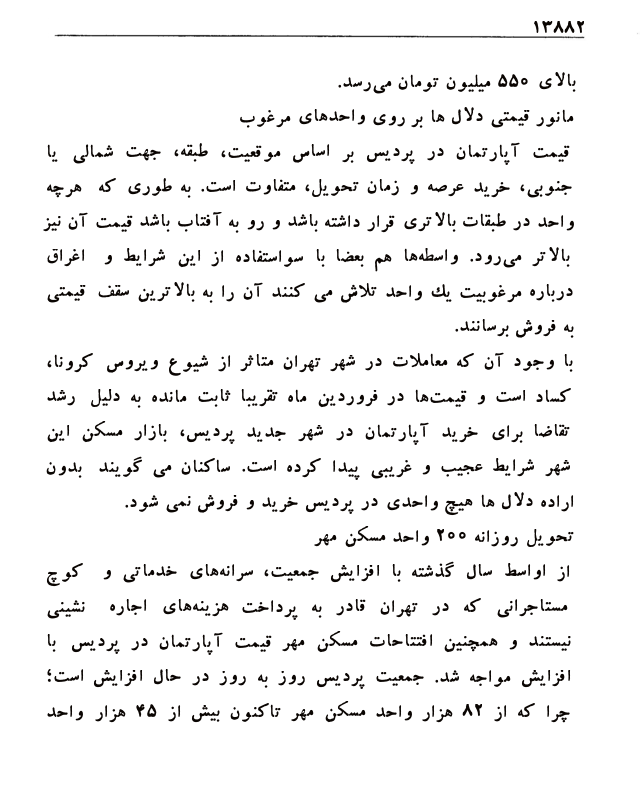 ۱۳۸۸۲
بالای ۵۵۰ میلیون تومان می‌رسد.
مانور قیمتی دلال ها بر روی واحدهای مرغوب
قیمت آپارتمان در پردیس بر اساس موقعیت، طبقه، جهت شمالی یا
جنوبی، خرید عرصه و زمان تحویل، متفاوت است. به طوری که هرچه
واحد در طبقات بالاتری قرار داشته باشد و رو به آفتاب باشد قیمت آن نیز
بالاتر می‌رود. واسطه‌ها هم بعضا با سواستفاده از این شرایط و اغراق
درباره مرغوبیت یك واحد تلاش می کنند آن را به بالاترین سقف قیمتی
به فروش برسانند.
با وجود آن که معاملات در شهر تهران متاثر از شیوع ویروس کرونا،
کساد است و قیمت‌ها در فروردین ماه تقریبا ثابت مانده به دلیل رشد
تقاضا برای خرید آپارتمان در شهر جدید پردیس، بازار مسکن این
شهر شرایط عجیب و غریبی پیدا کرده است. ساکنان می گویند بدون
اراده دلال ها هیچ واحدی در پردیس خرید و فروش نمی شود.
تحویل روزانه ۲۰۰ واحد مسکن مهر
از اواسط سال گذشته با افزایش جمعیت، سرانه‌های خدماتی و کوچ
مستاجرانی که در تهران قادر به پرداخت هزینه‌های اجاره نشینی
نیستند و همچنین افتتاحات مسکن مهر قیمت آپارتمان در پردیس با
افزایش مواجه شد. جمعیت پردیس روز به روز در حال افزایش است؛
چرا که از ۸۲ هزار واحد مسکن مهر تاکنون بیش از ۴۵ هزار واحد